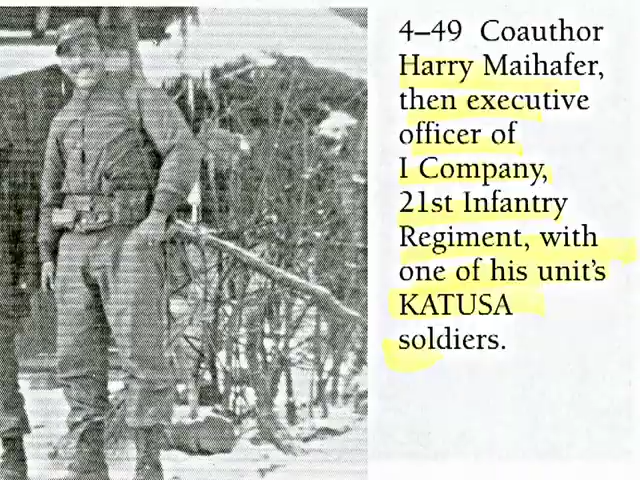 4–49 Coauthor
Harry Maihafer,
then executive
officer of
I Company,
21st Infantry
Regiment, with
one of his unit's
KATUSA
soldiers.